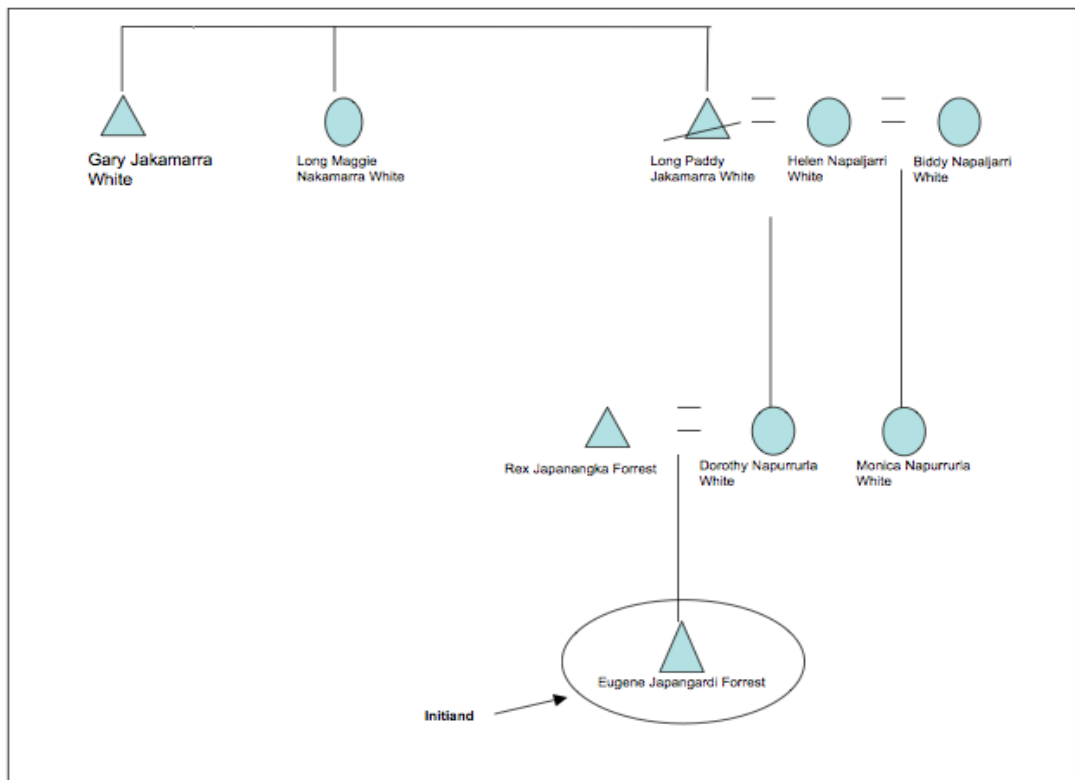 Gary Jakamarra
White
Long Maggie
Nakamarra White
Long Paddy
Jakamarra White
Helen Napaljarri
White
Biddy Napaljarri
White
Rex Japanangka Forrest
Dorothy Napurrurla
White
Monica Napurrurla
White
Eugene Japangardi Forrest
Initiand